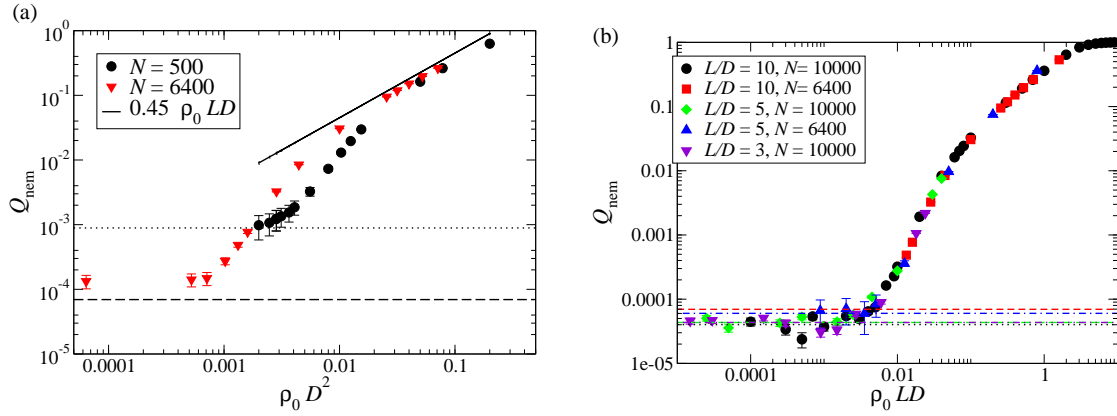 (a)
10^0
10^-1
10^-2
10^-3
10^-4
10^-5
Q_nem
N = 500
N = 6400
0.45 ρ_0 LD
0.0001
0.001
0.01
0.1
ρ_0 D^2
(b)
1
0.1
0.01
0.001
0.0001
1e-05
Q_nem
L/D = 10, N= 10000
L/D = 10, N= 6400
L/D = 5, N = 10000
L/D = 5, N = 6400
L/D = 3, N = 10000
0.0001
0.01
1
ρ_0 LD